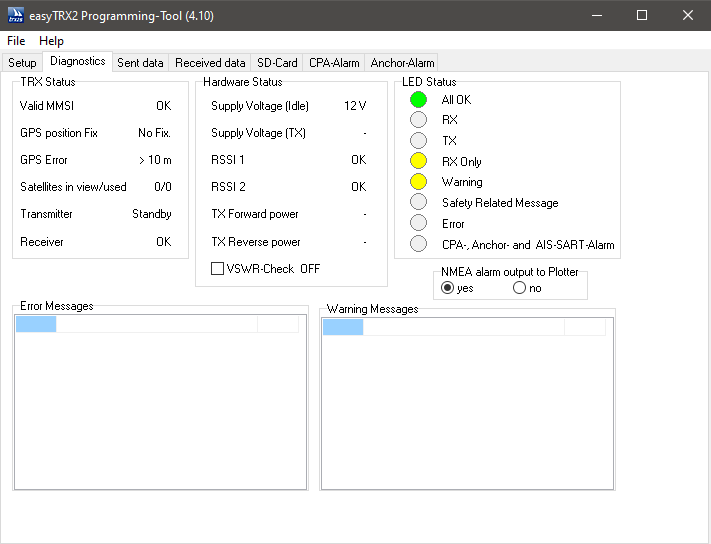 easyTRX2 Programming-Tool (4.10)
File Help
Setup Diagnostics Sent data Received data SD-Card CPA-Alarm Anchor-Alarm
TRX Status
Valid MMSI OK
GPS position Fix No Fix.
GPS Error > 10 m
Satellites in view/used 0/0
Transmitter Standby
Receiver OK
Hardware Status
Supply Voltage (Idle) 12 V
Supply Voltage (TX) -
RSSI 1 OK
RSSI 2 OK
TX Forward power -
TX Reverse power -
VSWR-Check OFF
LED Status
All OK
RX
TX
RX Only
Warning
Safety Related Message
Error
CPA-, Anchor- and AIS-SART-Alarm
NMEA alarm output to Plotter
yes no
Error Messages
Warning Messages